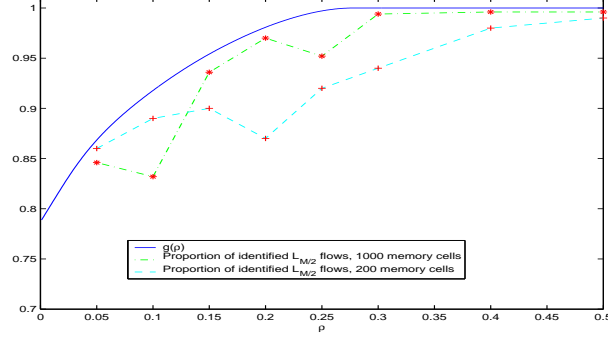 1
0.95
0.9
0.85
0.8
0.75
0.7
g(ρ)
Proportion of identified L_{M/2} flows, 1000 memory cells
Proportion of identified L_{M/2} flows, 200 memory cells
0 0.05 0.1 0.15 0.2 0.25 0.3 0.35 0.4 0.45 0.5
ρ